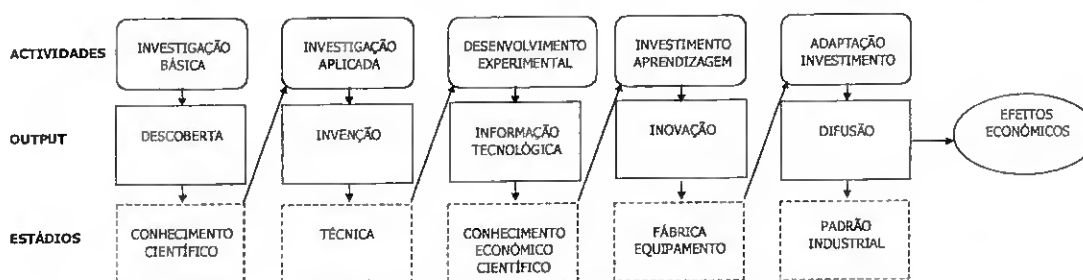 ACTIVIDADES
INVESTIGAÇÃO
BÁSICA
INVESTIGAÇÃO
APLICADA
DESENVOLVIMENTO
EXPERIMENTAL
INVESTIMENTO
APRENDIZAGEM
ADAPTAÇÃO
INVESTIMENTO
OUTPUT
DESCOBERTA
INVENÇÃO
INFORMAÇÃO
TECNOLÓGICA
INOVAÇÃO
DIFUSÃO
EFEITOS
ECONÓMICOS
ESTÁDIOS
CONHECIMENTO
CIENTÍFICO
TÉCNICA
CONHECIMENTO
ECONÓMICO
CIENTÍFICO
FÁBRICA
EQUIPAMENTO
PADRÃO
INDUSTRIAL